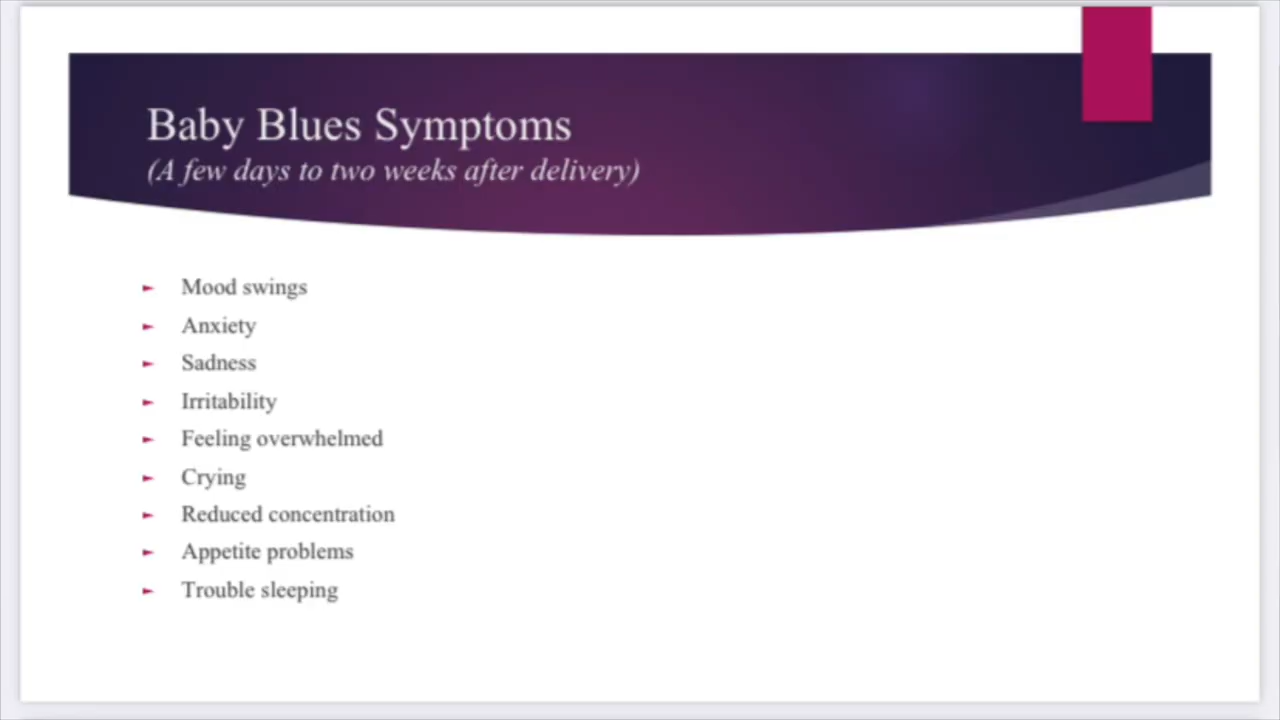 Baby Blues Symptoms
(A few days to two weeks after delivery)
Mood swings
Anxiety
Sadness
Irritability
Feeling overwhelmed
Crying
Reduced concentration
Appetite problems
Trouble sleeping